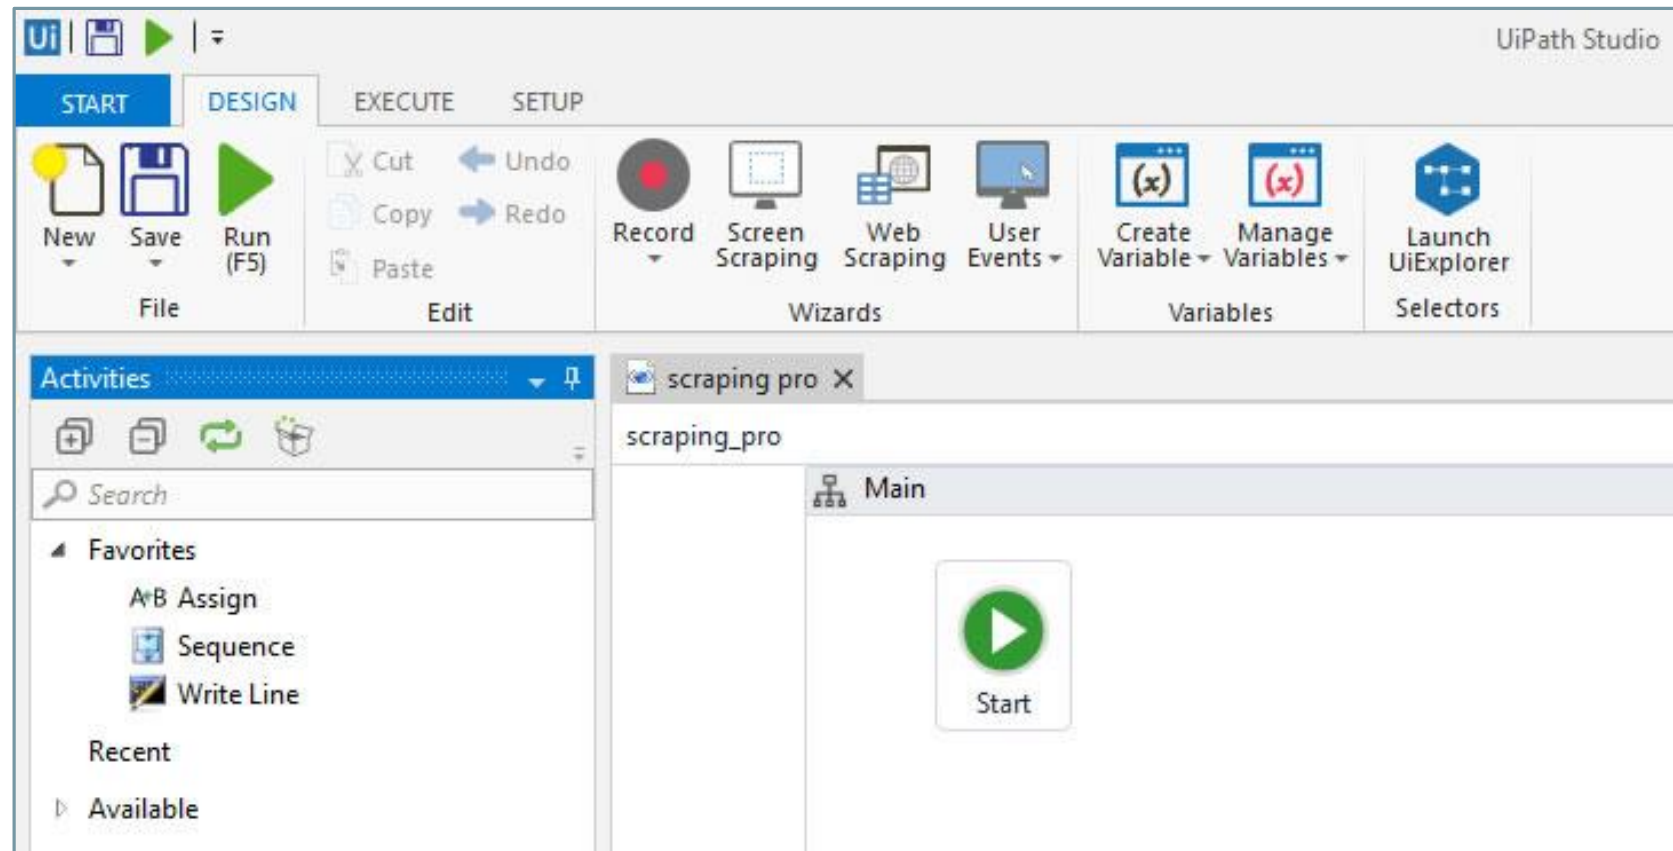 Ui
UiPath Studio
START DESIGN EXECUTE SETUP
New
Save
Run
(F5)
File
Cut
Undo
Copy
Redo
Paste
Edit
Record
Screen
Scraping
Web
Scraping
User
Events
Wizards
Create
Variable
Manage
Variables
Variables
Launch
UiExplorer
Selectors
Activities
Search
Favorites
A+B Assign
Sequence
Write Line
Recent
Available
scraping pro
scraping_pro
Main
Start